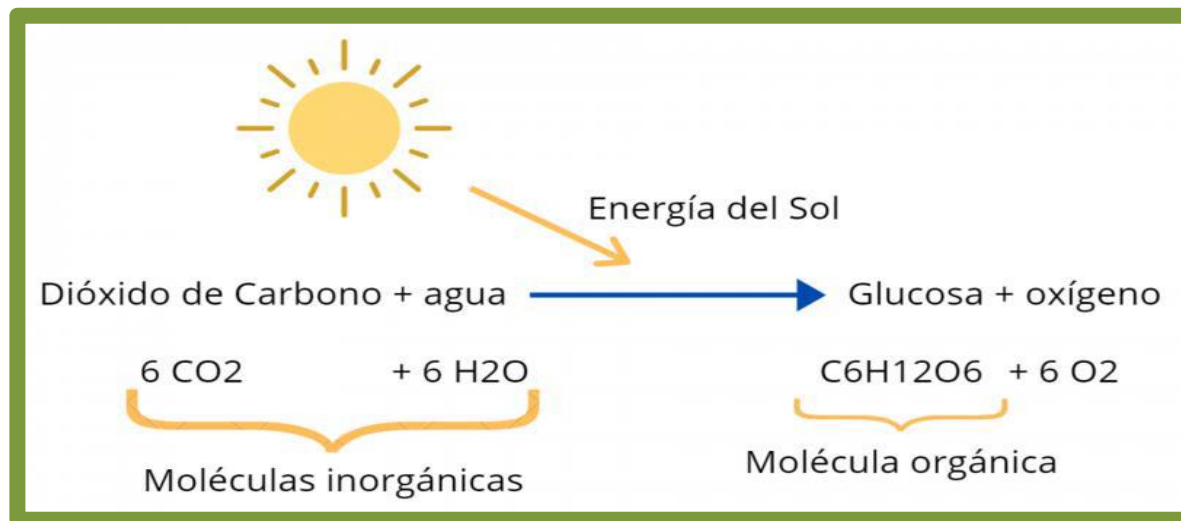 Energía del Sol
Dióxido de Carbono + agua
Glucosa + oxígeno
6 CO2 + 6 H2O
C6H12O6 + 6 O2
Moléculas inorgánicas
Molécula orgánica